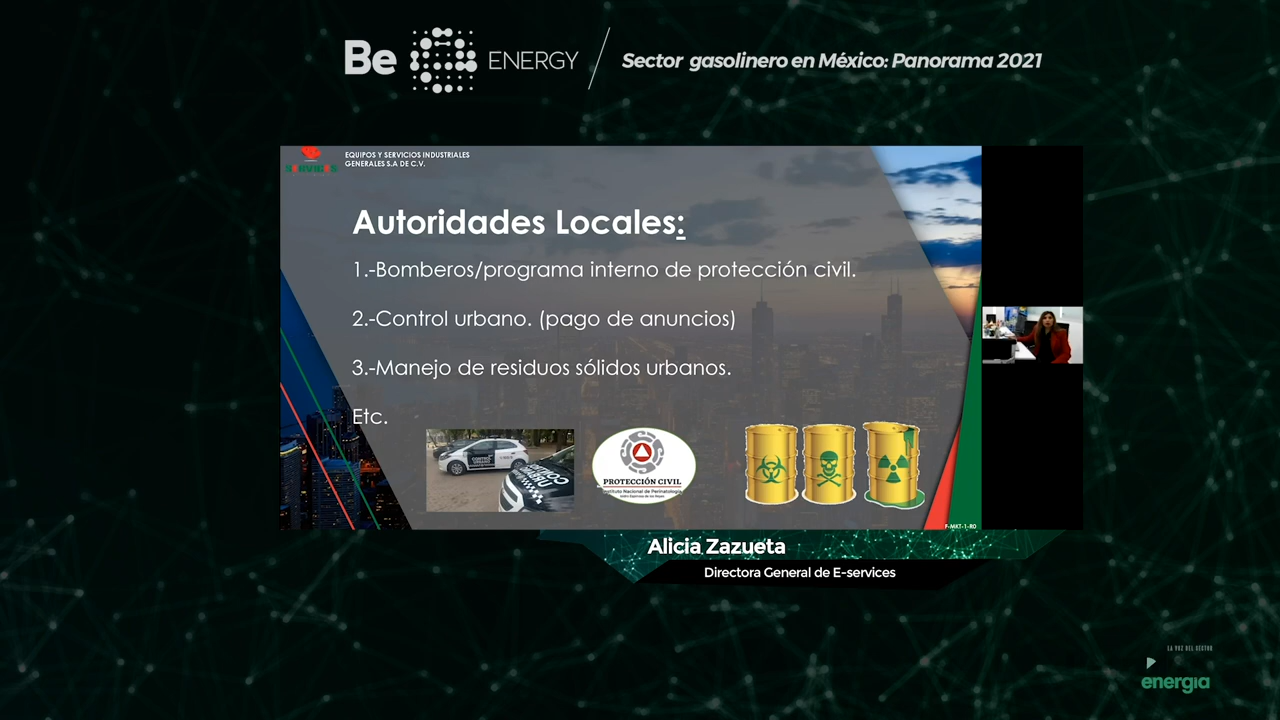 Be ENERGY
Sector gasolinero en México: Panorama 2021
EQUIPOS Y SERVICIOS INDUSTRIALES
GENERALES S.A DE C.V.
Autoridades Locales:
1.-Bomberos/programa interno de protección civil.
2.-Control urbano. (pago de anuncios)
3.-Manejo de residuos sólidos urbanos.
Etc.
PROTECCIÓN CIVIL
Instituto Nacional de Perinatología
F-MKT-1-R0
Alicia Zazueta
Directora General de E-services
LA VOZ DEL SECTOR
energía